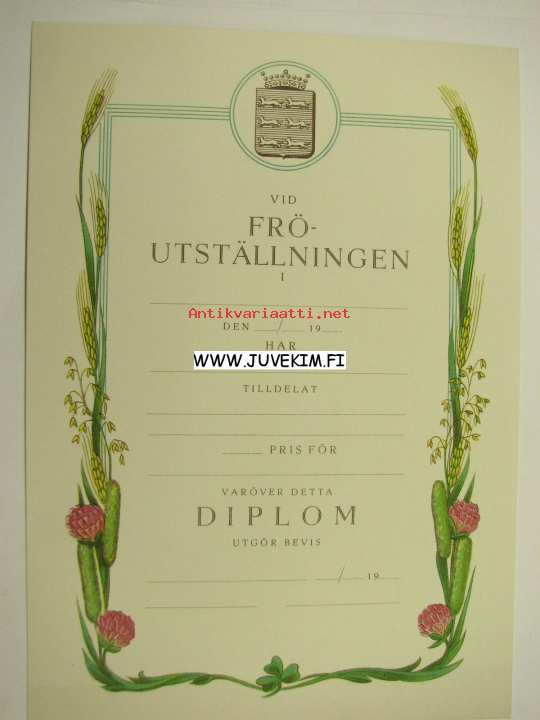 VID
FRÖ-
UTSTÄLLNINGEN
I
Antikvariaatti.net
DEN / 19
HAR
WWW.JUVEKIM.FI
TILLDELAT
PRIS FÖR
VARÖVER DETTA
DIPLOM
UTGÖR BEVIS
/ 19